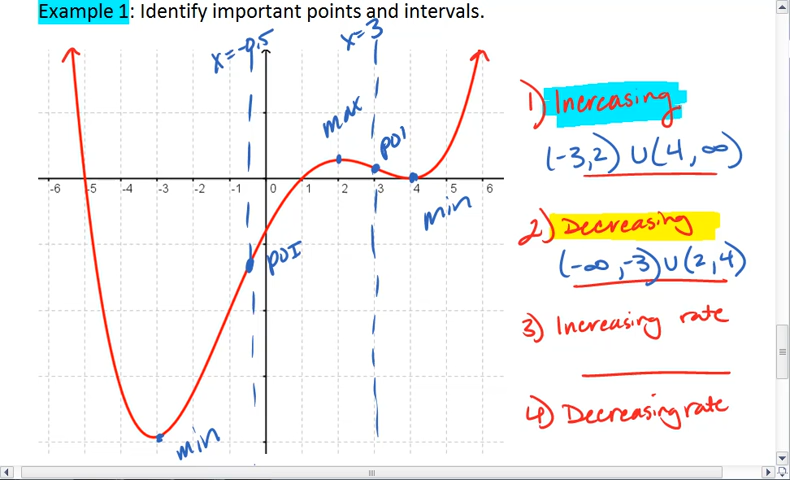 Example 1: Identify important points and intervals.
x=-0.5
x=3
max
POI
-6 -5 -4 -3 -2 -1 0 1 2 3 4 5 6
min
POI
min
1) Increasing
(-3,2) ∪ (4, ∞)
2) Decreasing
(-∞, -3) ∪ (2,4)
3) Increasing rate
4) Decreasing rate